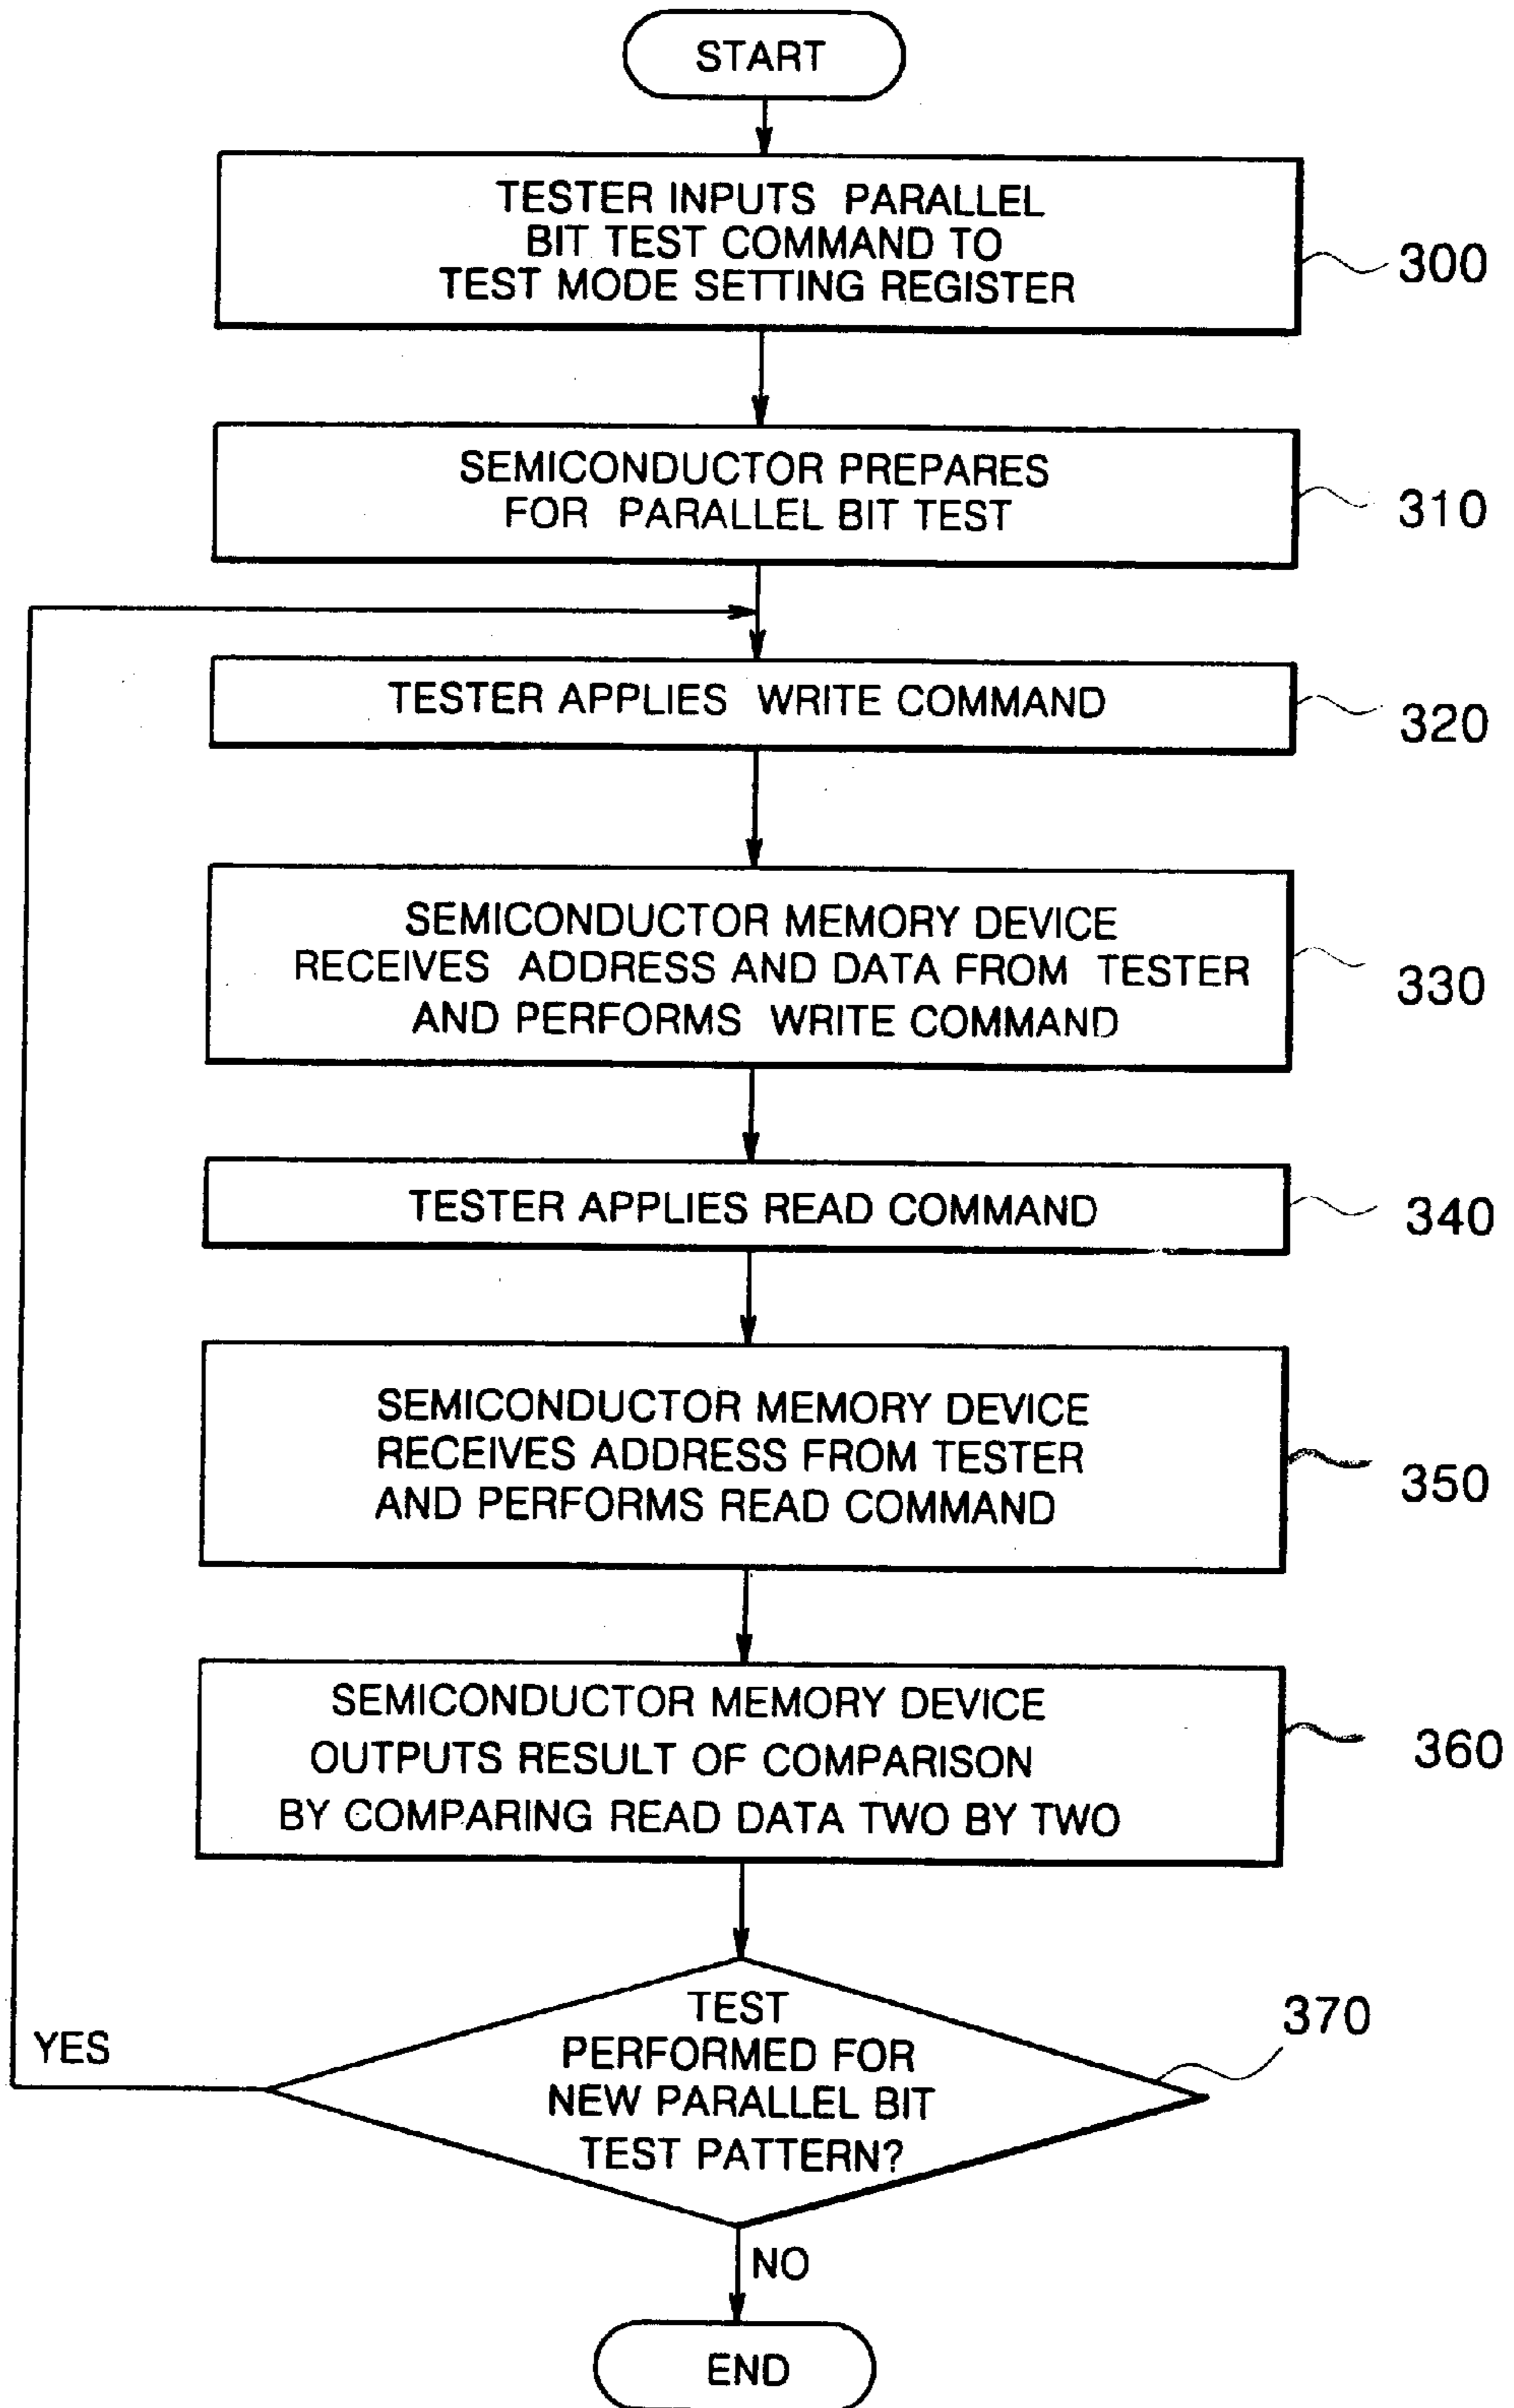 START
TESTER INPUTS PARALLEL
BIT TEST COMMAND TO
TEST MODE SETTING REGISTER
300
SEMICONDUCTOR PREPARES
FOR PARALLEL BIT TEST
310
TESTER APPLIES WRITE COMMAND
320
SEMICONDUCTOR MEMORY DEVICE
RECEIVES ADDRESS AND DATA FROM TESTER
AND PERFORMS WRITE COMMAND
330
TESTER APPLIES READ COMMAND
340
SEMICONDUCTOR MEMORY DEVICE
RECEIVES ADDRESS FROM TESTER
AND PERFORMS READ COMMAND
350
SEMICONDUCTOR MEMORY DEVICE
OUTPUTS RESULT OF COMPARISON
BY COMPARING READ DATA TWO BY TWO
360
TEST
PERFORMED FOR
NEW PARALLEL BIT
TEST PATTERN?
370
YES
NO
END